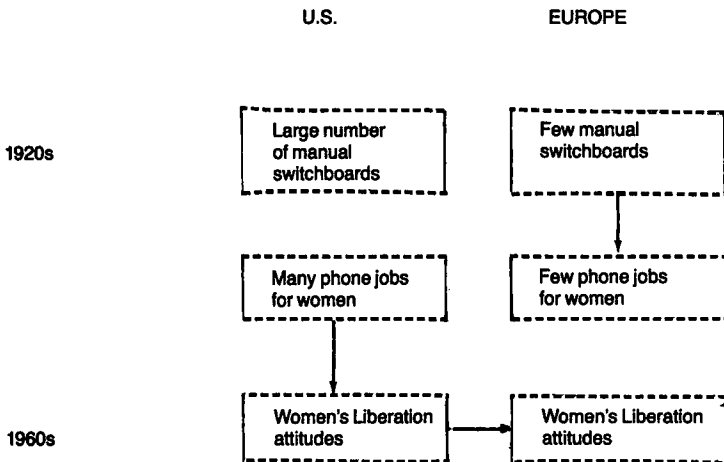 U.S. EUROPE
1920s
Large number
of manual
switchboards
Few manual
switchboards
Many phone jobs
for women
Few phone jobs
for women
1960s
Women's Liberation
attitudes
Women's Liberation
attitudes